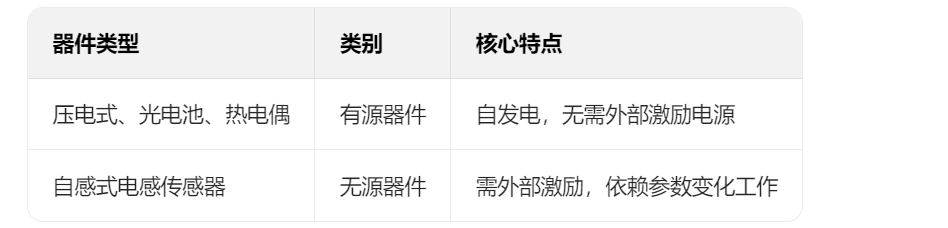 器件类型 类别 核心特点
压电式、光电池、热电偶 有源器件 自发电，无需外部激励电源
自感式电感传感器 无源器件 需外部激励，依赖参数变化工作